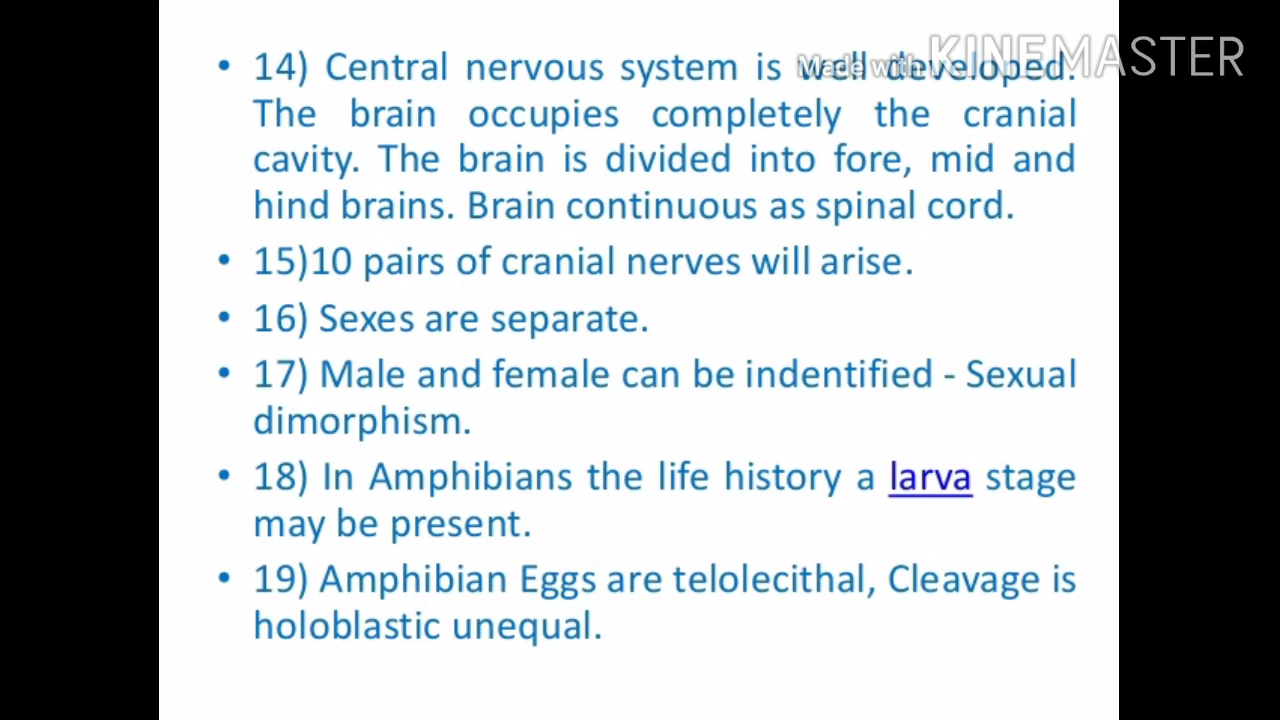 • 14) Central nervous system is well developed.
Made with KINEMASTER
The brain occupies completely the cranial
cavity. The brain is divided into fore, mid and
hind brains. Brain continuous as spinal cord.
• 15)10 pairs of cranial nerves will arise.
• 16) Sexes are separate.
• 17) Male and female can be indentified - Sexual
dimorphism.
• 18) In Amphibians the life history a larva stage
may be present.
• 19) Amphibian Eggs are telolecithal, Cleavage is
holoblastic unequal.